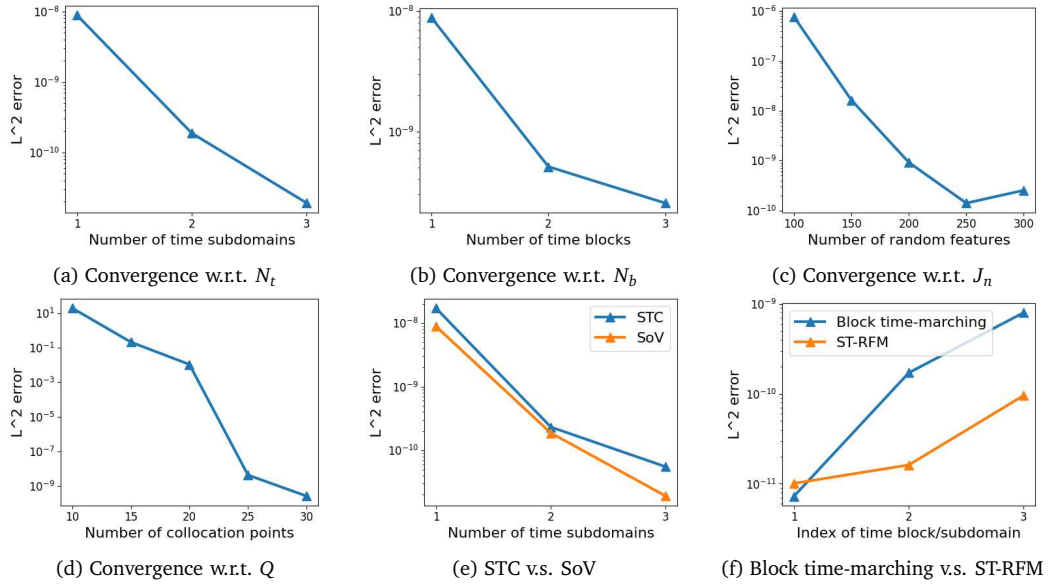 10⁻⁸
10⁻⁹
10⁻¹⁰
L^2 error
1 2 3
Number of time subdomains
(a) Convergence w.r.t. N_t
10⁻⁸
10⁻⁹
L^2 error
1 2 3
Number of time blocks
(b) Convergence w.r.t. N_b
10⁻⁶
10⁻⁷
10⁻⁸
10⁻⁹
10⁻¹⁰
L^2 error
100 150 200 250 300
Number of random features
(c) Convergence w.r.t. J_n
10¹
10⁻¹
10⁻³
10⁻⁵
10⁻⁷
10⁻⁹
L^2 error
10 15 20 25 30
Number of collocation points
(d) Convergence w.r.t. Q
10⁻⁸
10⁻⁹
10⁻¹⁰
L^2 error
STC
SoV
1 2 3
Number of time subdomains
(e) STC v.s. SoV
10⁻⁹
10⁻¹⁰
10⁻¹¹
L^2 error
Block time-marching
ST-RFM
1 2 3
Index of time block/subdomain
(f) Block time-marching v.s. ST-RFM